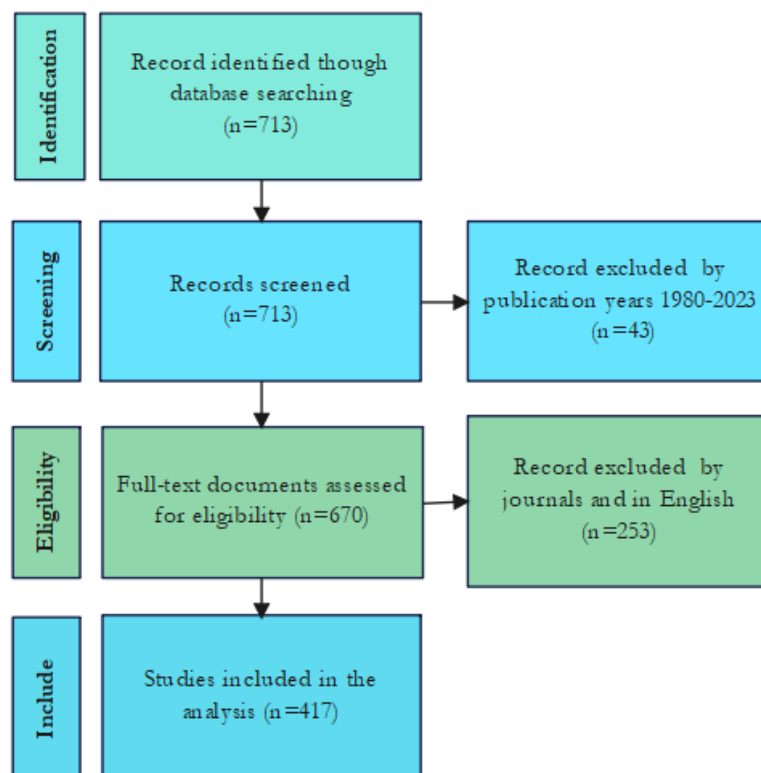 Identification
Record identified though
database searching
(n=713)
Screening
Records screened
(n=713)
Record excluded by
publication years 1980-2023
(n=43)
Eligibility
Full-text documents assessed
for eligibility (n=670)
Record excluded by
journals and in English
(n=253)
Include
Studies included in the
analysis (n=417)